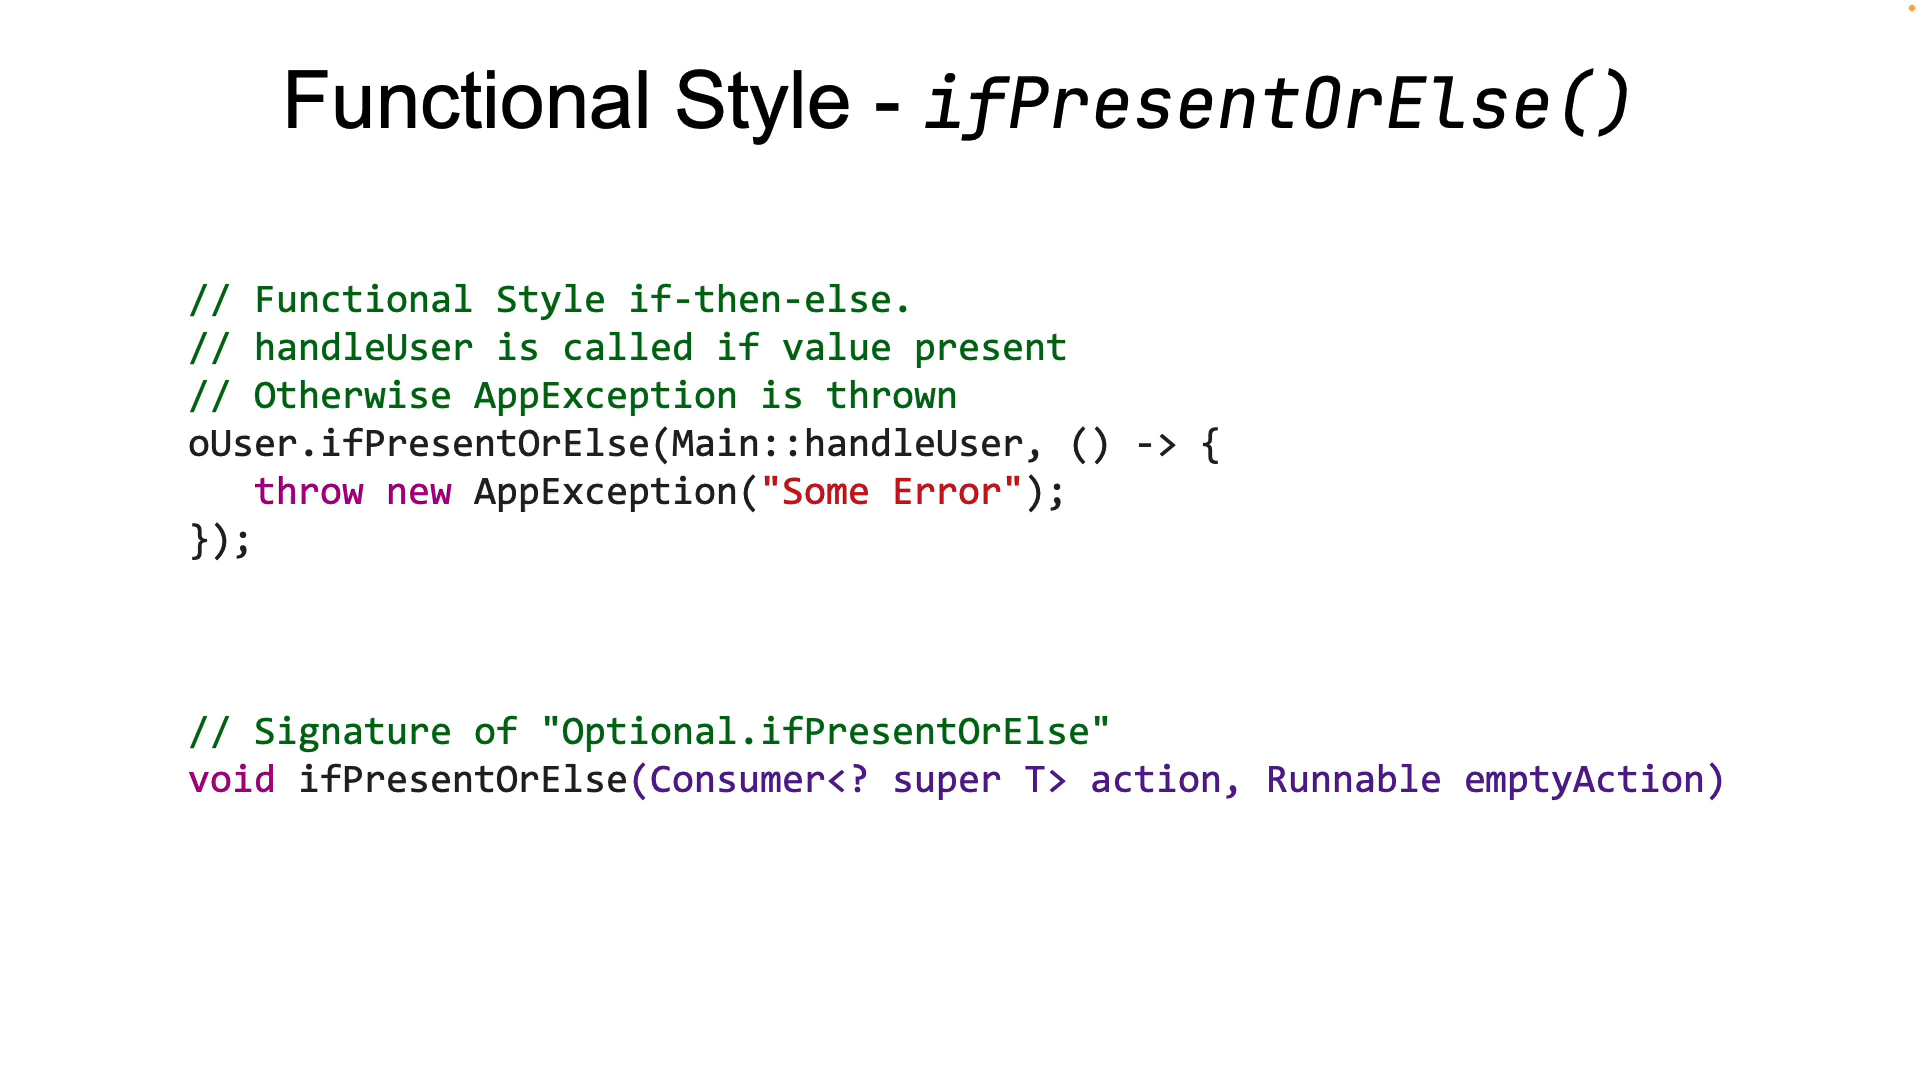 Functional Style - ifPresentOrElse()
// Functional Style if-then-else.
// handleUser is called if value present
// Otherwise AppException is thrown
oUser.ifPresentOrElse(Main::handleUser, () -> {
   throw new AppException("Some Error");
});
// Signature of "Optional.ifPresentOrElse"
void ifPresentOrElse(Consumer<? super T> action, Runnable emptyAction)